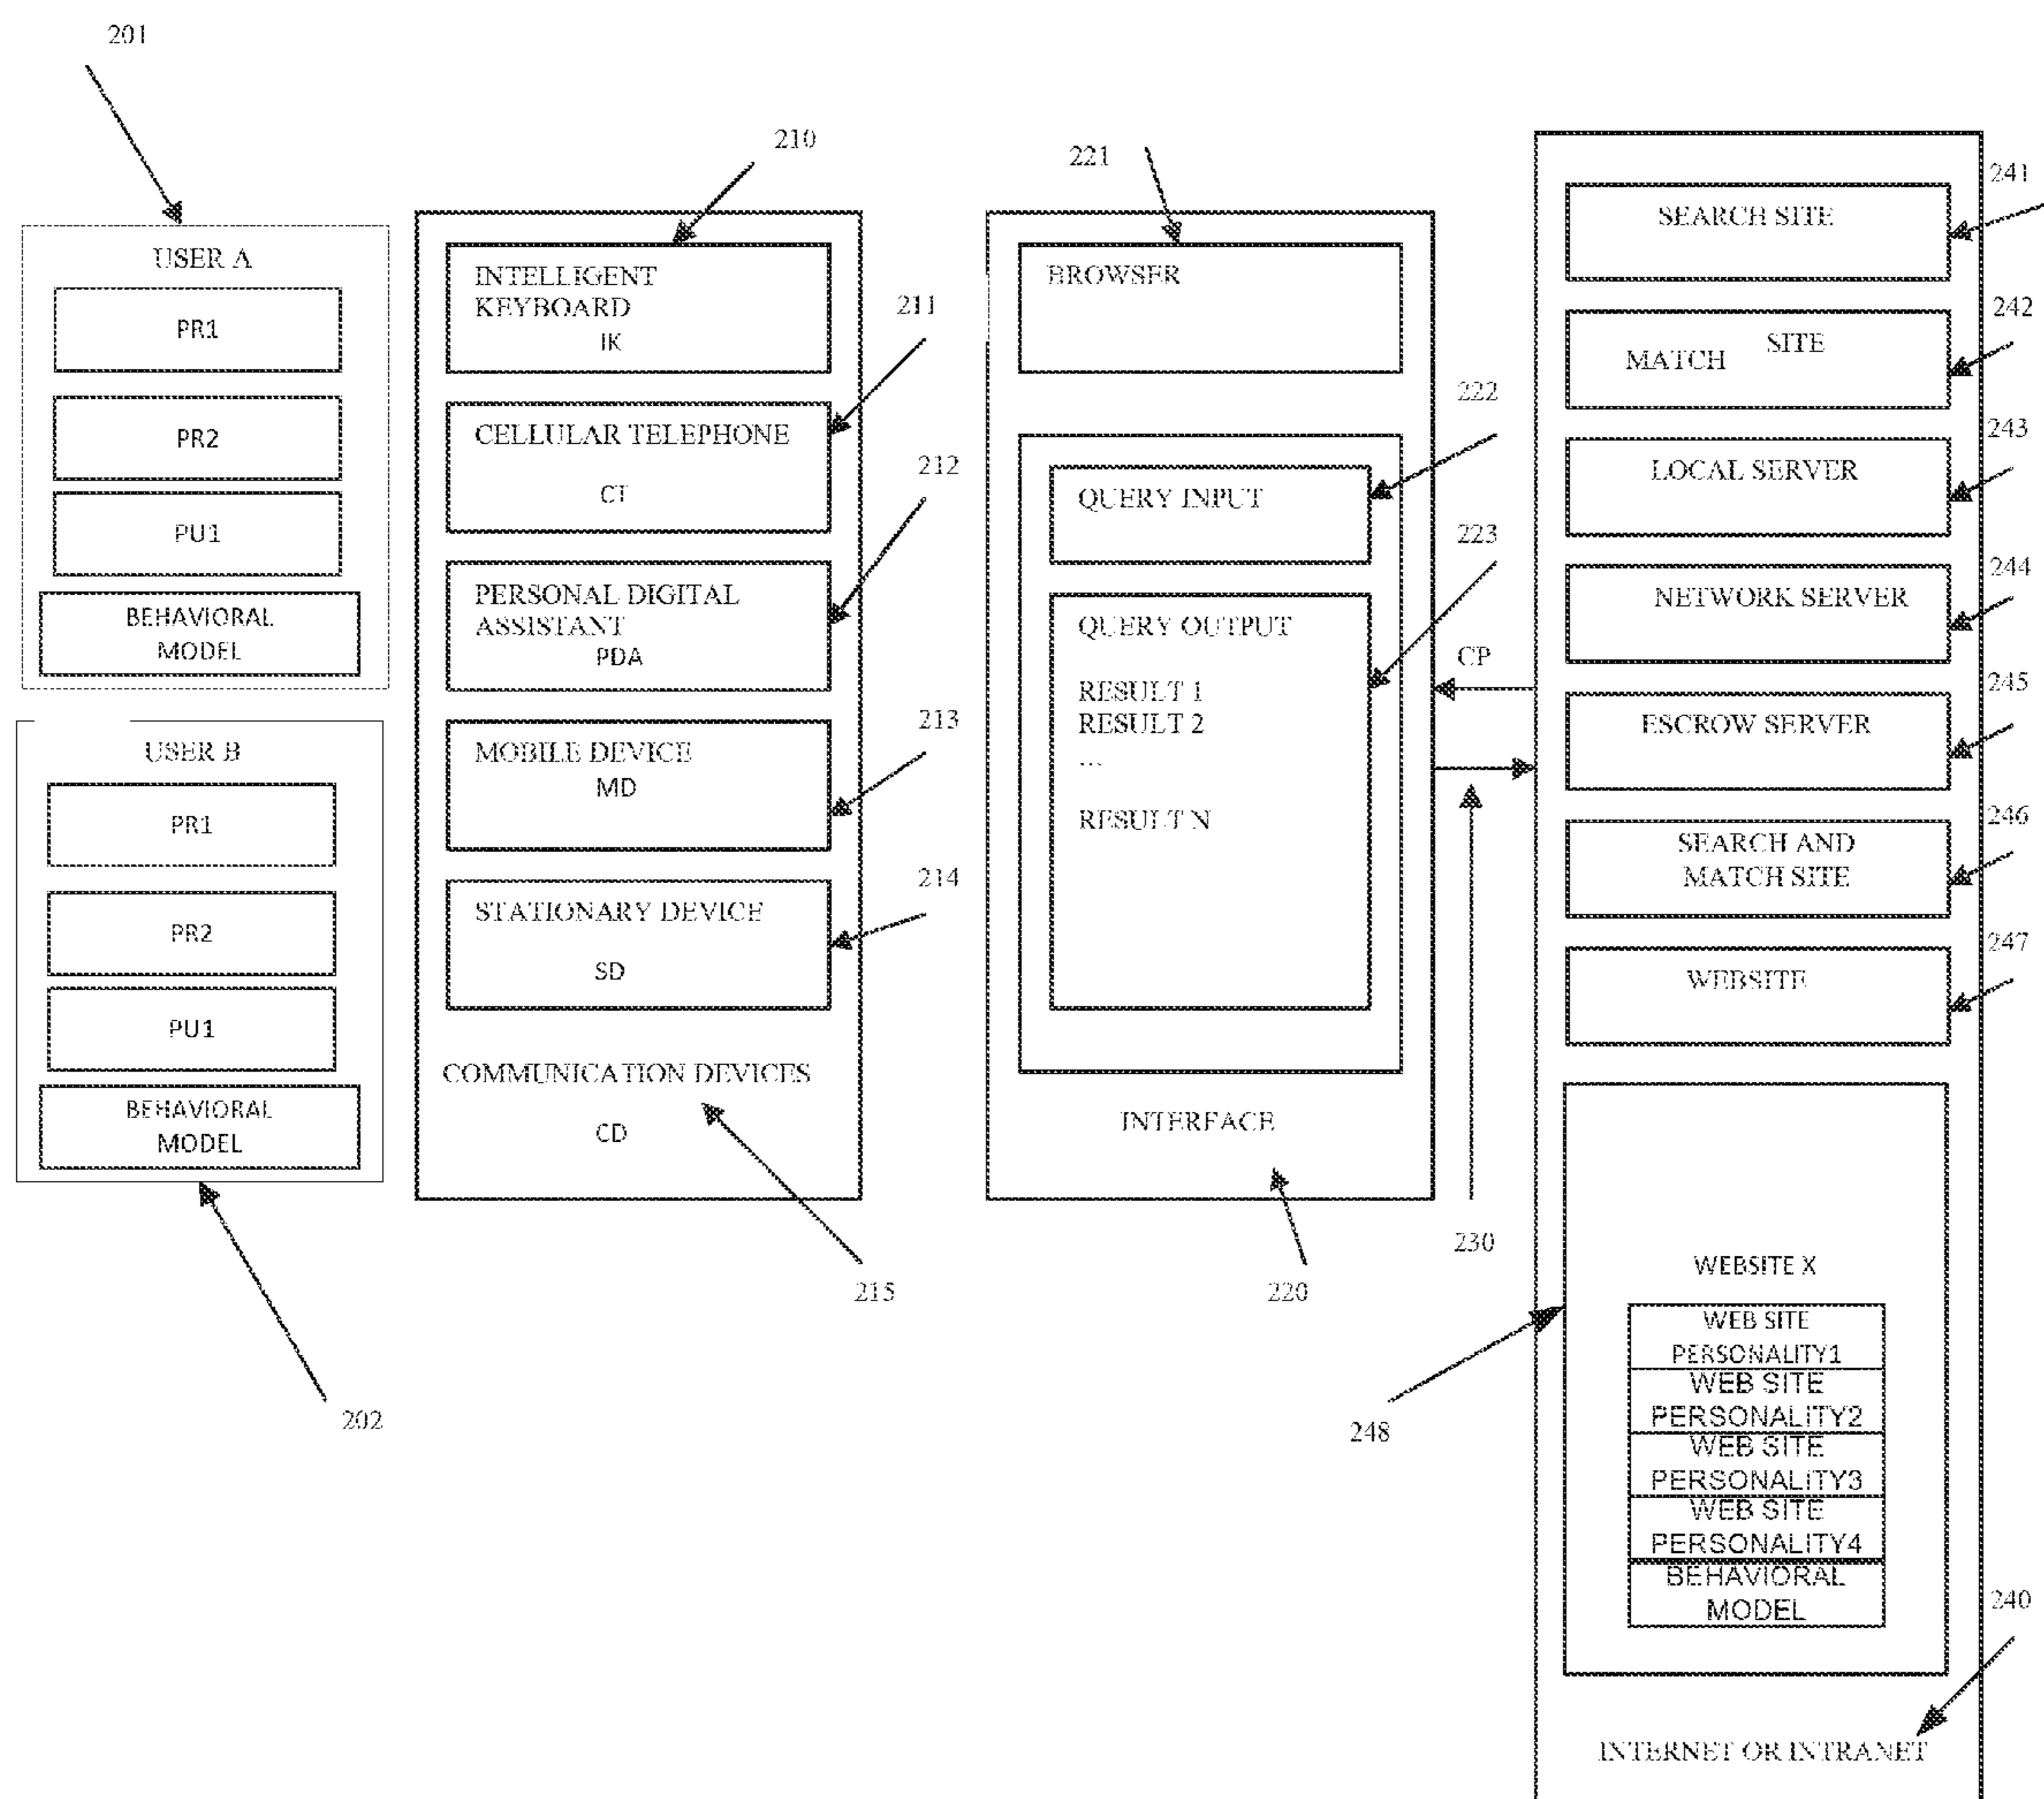 201
USER A
PR1
PR2
PU1
BEHAVIORAL
MODEL
USER B
PR1
PR2
PU1
BEHAVIORAL
MODEL
202
210
INTELLIGENT
KEYBOARD
IK
211
CELLULAR TELEPHONE
CT
212
PERSONAL DIGITAL
ASSISTANT
PDA
213
MOBILE DEVICE
MD
214
STATIONARY DEVICE
SD
COMMUNICATION DEVICES
CD
215
221
BROWSER
222
QUERY INPUT
223
QUERY OUTPUT
RESULT 1
RESULT 2
...
RESULT N
INTERFACE
220
CP
230
241
SEARCH SITE
242
MATCH SITE
243
LOCAL SERVER
244
NETWORK SERVER
245
ESCROW SERVER
246
SEARCH AND
MATCH SITE
247
WEBSITE
WEBSITE X
WEB SITE
PERSONALITY1
WEB SITE
PERSONALITY2
WEB SITE
PERSONALITY3
WEB SITE
PERSONALITY4
BEHAVIORAL
MODEL
248
240
INTERNET OR INTRANET